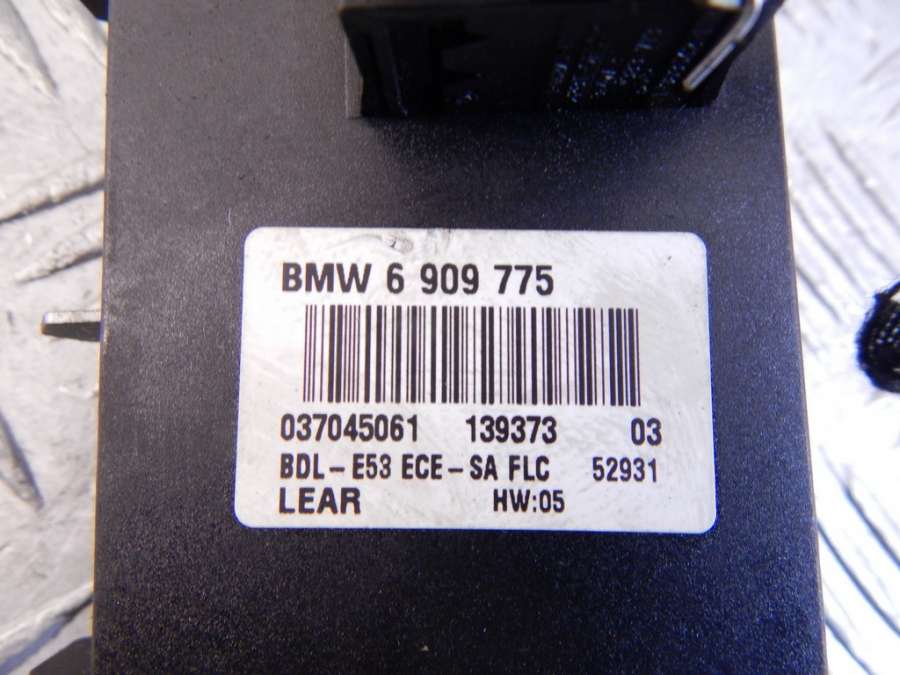 BMW 6 909 775
037045061 139373 03
BDL - E53 ECE - SA FLC 52931
LEAR HW:05